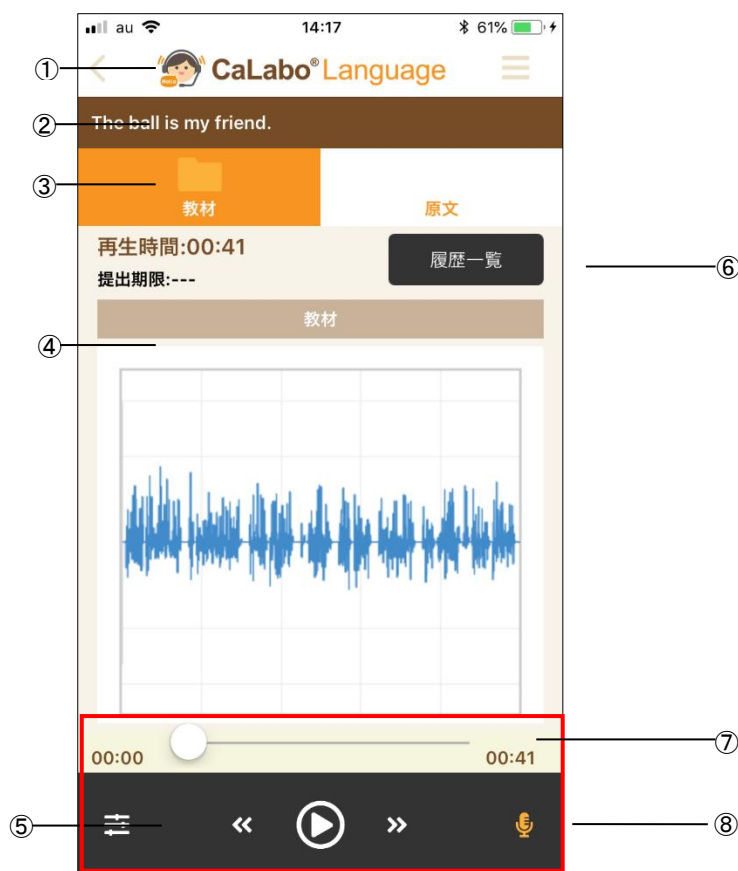 au 14:17 61%
① CaLabo® Language
② The ball is my friend.
③ 教材 原文
再生時間:00:41 履歴一覧 ⑥
提出期限:---
教材
④
00:00 00:41 ⑦
⑤ ⑧